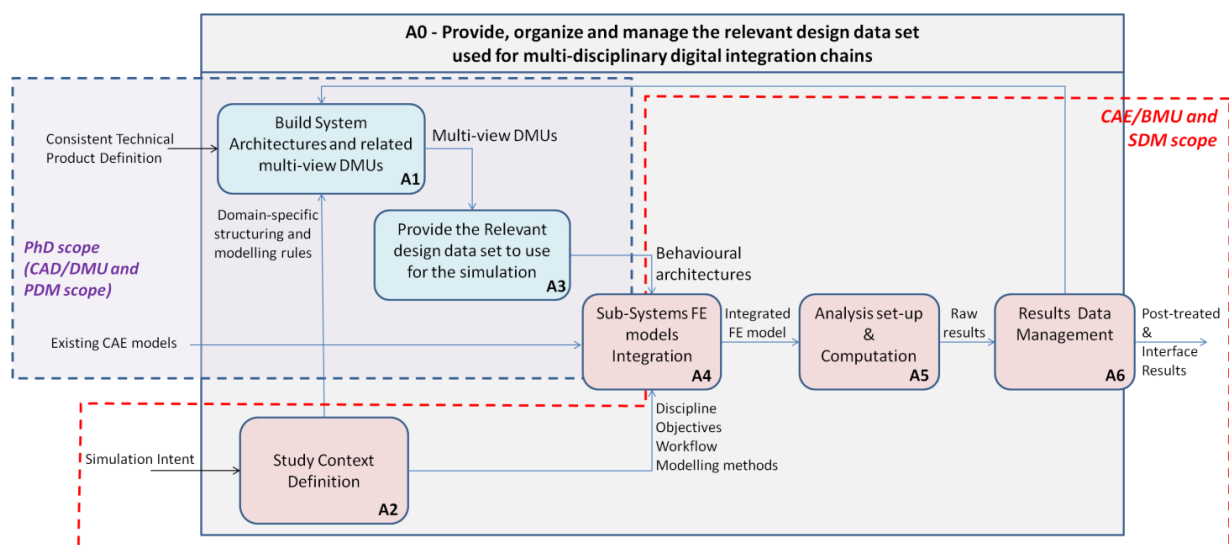 A0 - Provide, organize and manage the relevant design data set
used for multi-disciplinary digital integration chains
CAE/BMU and
SDM scope
Consistent Technical
Product Definition
Build System
Architectures and related
multi-view DMUs
A1
Multi-view DMUs
Domain-specific
structuring and
modelling rules
PhD scope
(CAD/DMU and
PDM scope)
Provide the Relevant
design data set to use
for the simulation
A3
Behavioural
architectures
Existing CAE models
Sub-Systems FE
models
Integration
A4
Integrated
FE model
Analysis set-up
&
Computation
A5
Raw
results
Results Data
Management
A6
Post-treated
&
Interface
Results
Discipline
Objectives
Workflow
Modelling methods
Simulation Intent
Study Context
Definition
A2